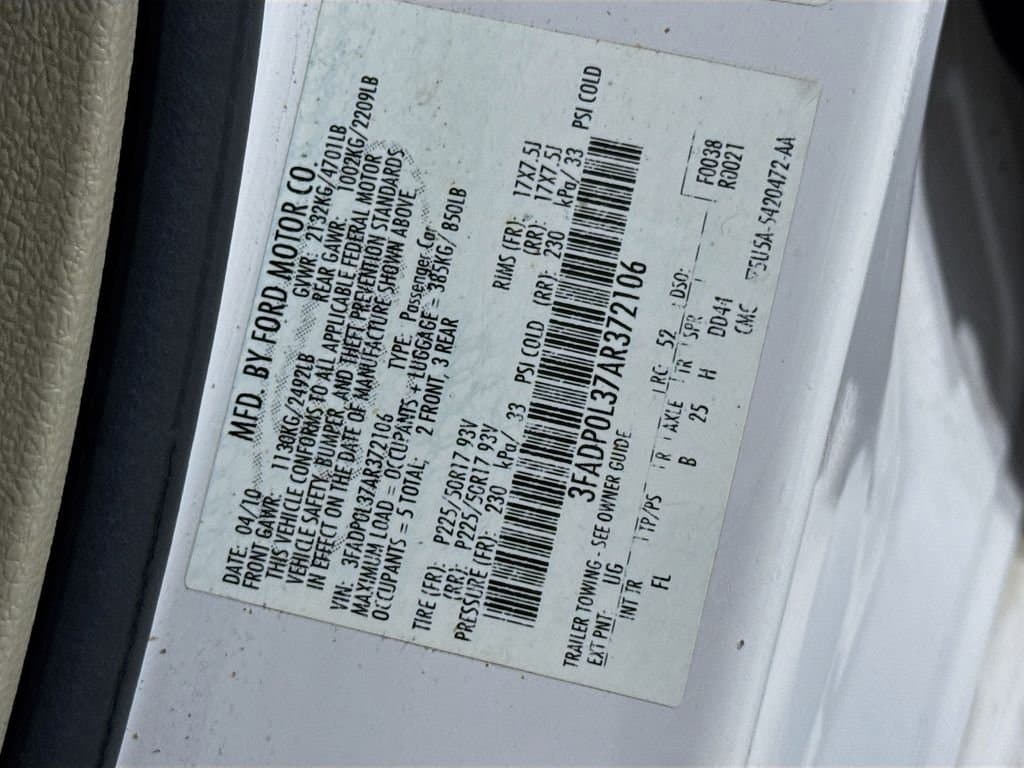 MFD. BY FORD MOTOR CO.
DATE: 04/10 GVWR: 2132KG/4701LB
FRONT GAWR: 1130KG/2492LB REAR GAWR: 1002KG/2209LB
THIS VEHICLE CONFORMS TO ALL APPLICABLE FEDERAL MOTOR
VEHICLE SAFETY, BUMPER, AND THEFT PREVENTION STANDARDS
IN EFFECT ON THE DATE OF MANUFACTURE SHOWN ABOVE
VIN: 3FADP0L37AR372106 TYPE: Passenger Car
MAXIMUM LOAD = OCCUPANTS + LUGGAGE = 385KG/ 850LB
OCCUPANTS = 5 TOTAL, 2 FRONT 3 REAR
TIRE (FR): P225/50R17 93V RIMS (FR): 17X7.5J
(RR): P225/50R17 93V (RR): 17X7.5J
PRESSURE (FR): 230 kPa/ 33 PSI COLD (RR): 230 kPa/ 33 PSI COLD
3FADP0L37AR372106
TRAILER TOWING - SEE OWNER GUIDE
EXT PNT: UG RC: 52 DSO: F0038
INT TR TP/PS R AXLE TR SPR R0021
FL B 25 H DD41
CMC 5U5A-5420472-AA